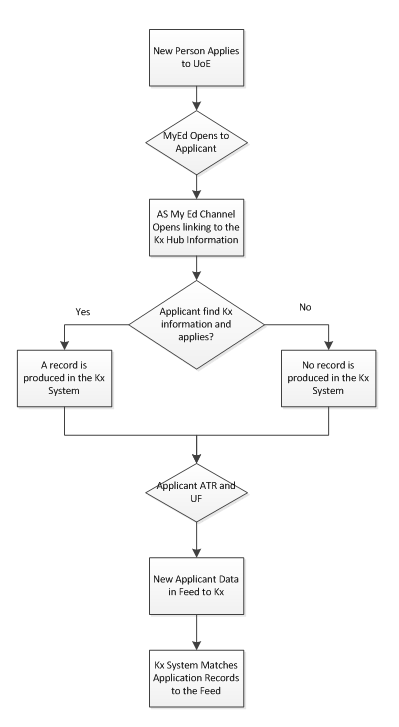 New Person Applies
to UoE
MyEd Opens to
Applicant
AS My Ed Channel
Opens linking to the
Kx Hub Information
Applicant find Kx
information and
applies?
Yes
No
A record is
produced in the Kx
System
No record is
produced in the Kx
System
Applicant ATR and
UF
New Applicant Data
in Feed to Kx
Kx System Matches
Application Records
to the Feed